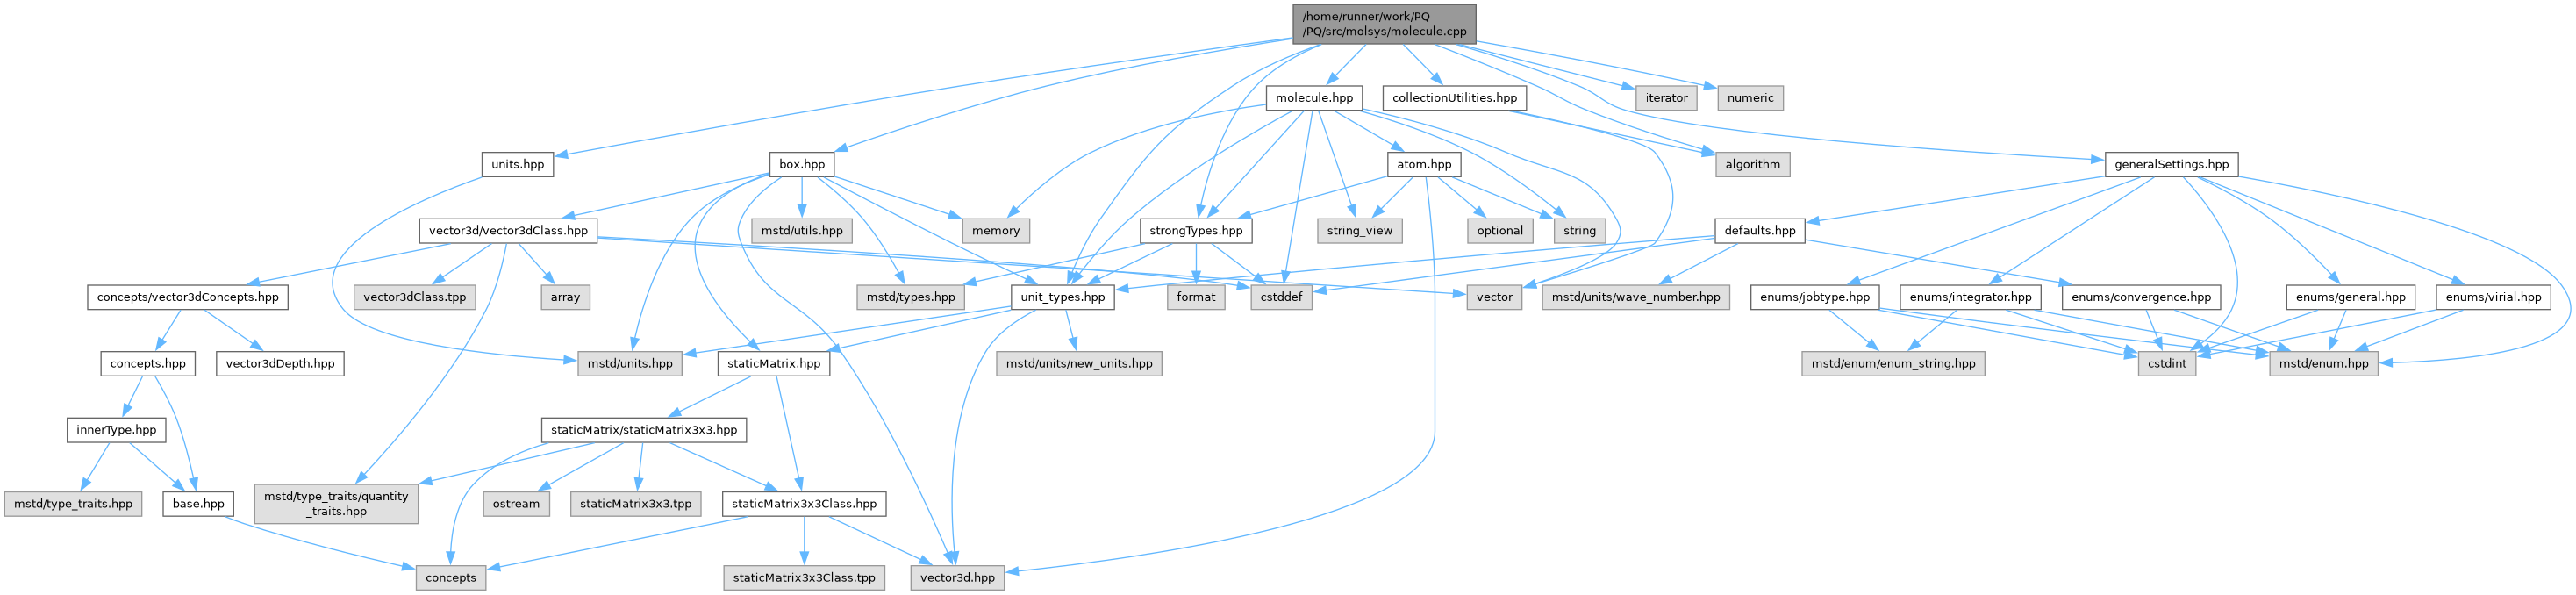 /home/runner/work/PQ
/PQ/src/molsys/molecule.cpp
molecule.hpp
collectionUtilities.hpp
iterator
numeric
units.hpp
box.hpp
atom.hpp
algorithm
generalSettings.hpp
vector3d/vector3dClass.hpp
mstd/utils.hpp
memory
strongTypes.hpp
string_view
optional
string
defaults.hpp
concepts/vector3dConcepts.hpp
vector3dClass.tpp
array
mstd/types.hpp
unit_types.hpp
format
cstddef
vector
mstd/units/wave_number.hpp
enums/jobtype.hpp
enums/integrator.hpp
enums/convergence.hpp
enums/general.hpp
enums/virial.hpp
concepts.hpp
vector3dDepth.hpp
mstd/units.hpp
staticMatrix.hpp
mstd/units/new_units.hpp
mstd/enum/enum_string.hpp
cstdint
mstd/enum.hpp
innerType.hpp
staticMatrix/staticMatrix3x3.hpp
mstd/type_traits.hpp
base.hpp
mstd/type_traits/quantity
_traits.hpp
ostream
staticMatrix3x3.tpp
staticMatrix3x3Class.hpp
concepts
staticMatrix3x3Class.tpp
vector3d.hpp